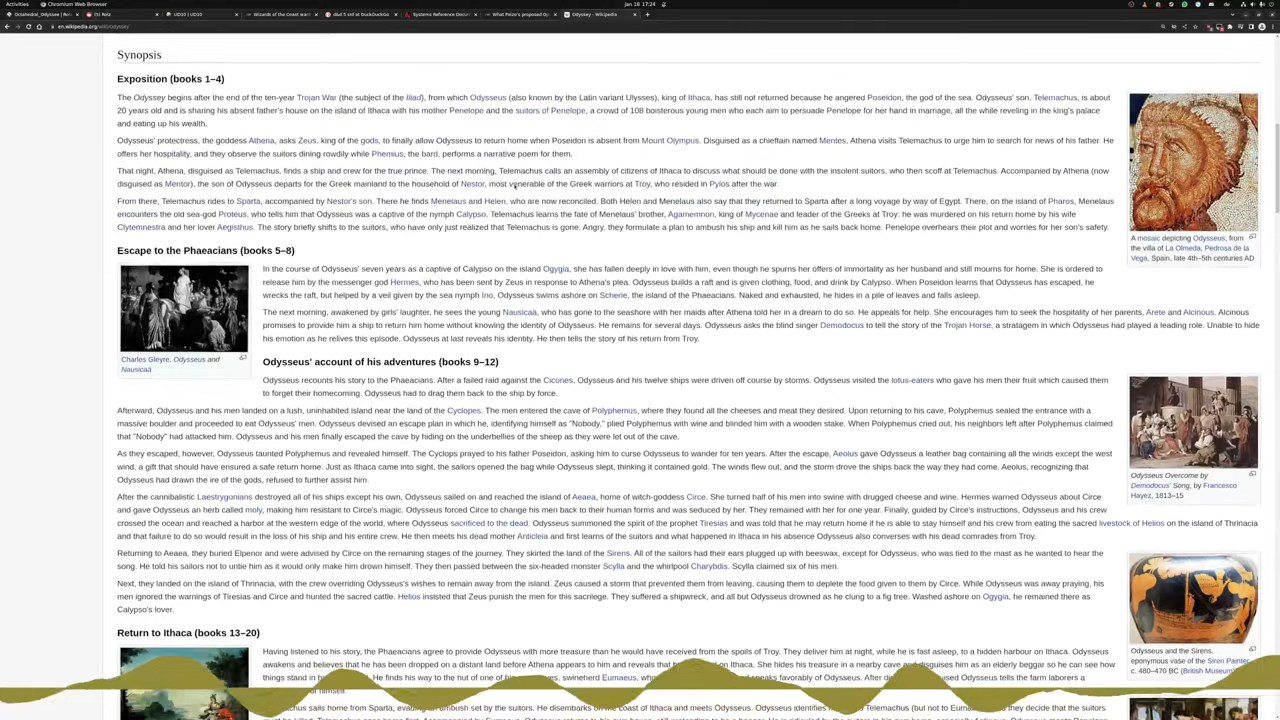 Activities
Chromium Web Browser
Jan 18 17:24
de
Wizards of the Coast war
d&d 5 srd at DuckDuckGo
Systems Reference Docu
What Paizo's proposed Op
Odyssey - Wikipedia
en.wikipedia.org/wiki/Odyssey
Synopsis
Exposition (books 1–4)
The Odyssey begins after the end of the ten-year Trojan War (the subject of the Iliad), from which Odysseus (also known by the Latin variant Ulysses), king of Ithaca, has still not returned because he angered Poseidon, the god of the sea. Odysseus' son, Telemachus, is about
20 years old and is sharing his absent father's house on the island of Ithaca with his mother Penelope and the suitors of Penelope, a crowd of 108 boisterous young men who each aim to persuade Penelope for her hand in marriage, all the while reveling in the king's palace
and eating up his wealth.
Odysseus' protectress, the goddess Athena, asks Zeus, king of the gods, to finally allow Odysseus to return home when Poseidon is absent from Mount Olympus. Disguised as a chieftain named Mentes, Athena visits Telemachus to urge him to search for news of his father. He
offers her hospitality, and they observe the suitors dining rowdily while Phemius, the bard, performs a narrative poem for them.
That night, Athena, disguised as Telemachus, finds a ship and crew for the true prince. The next morning, Telemachus calls an assembly of citizens of Ithaca to discuss what should be done with the insolent suitors, who then scoff at Telemachus. Accompanied by Athena (now
disguised as Mentor), the son of Odysseus departs for the Greek mainland to the household of Nestor, most venerable of the Greek warriors at Troy, who resided in Pylos after the war.
From there, Telemachus rides to Sparta, accompanied by Nestor's son. There he finds Menelaus and Helen, who are now reconciled. Both Helen and Menelaus also say that they returned to Sparta after a long voyage by way of Egypt. There, on the island of Pharos, Menelaus
encounters the old sea-god Proteus, who tells him that Odysseus was a captive of the nymph Calypso. Telemachus learns the fate of Menelaus' brother, Agamemnon, king of Mycenae and leader of the Greeks at Troy: he was murdered on his return home by his wife
Clytemnestra and her lover Aegisthus. The story briefly shifts to the suitors, who have only just realized that Telemachus is gone. Angry, they formulate a plan to ambush his ship and kill him as he sails back home. Penelope overhears their plot and worries for her son's safety.
A mosaic depicting Odysseus, from
the villa of La Olmeda, Pedrosa de la
Vega, Spain, late 4th–5th centuries AD
Escape to the Phaeacians (books 5–8)
In the course of Odysseus' seven years as a captive of Calypso on the island Ogygia, she has fallen deeply in love with him, even though he spurns her offers of immortality as her husband and still mourns for home. She is ordered to
release him by the messenger god Hermes, who has been sent by Zeus in response to Athena's plea. Odysseus builds a raft and is given clothing, food, and drink by Calypso. When Poseidon learns that Odysseus has escaped, he
wrecks the raft, but helped by a veil given by the sea nymph Ino, Odysseus swims ashore on Scherie, the island of the Phaeacians. Naked and exhausted, he hides in a pile of leaves and falls asleep.
The next morning, awakened by girls' laughter, he sees the young Nausicaä, who has gone to the seashore with her maids after Athena told her in a dream to do so. He appeals for help. She encourages him to seek the hospitality of her parents, Arete and Alcinous. Alcinous
promises to provide him a ship to return him home without knowing the identity of Odysseus. He remains for several days. Odysseus asks the blind singer Demodocus to tell the story of the Trojan Horse, a stratagem in which Odysseus had played a leading role. Unable to hide
his emotion as he relives this episode, Odysseus at last reveals his identity. He then tells the story of his return from Troy.
Charles Gleyre, Odysseus and
Nausicaä
Odysseus' account of his adventures (books 9–12)
Odysseus recounts his story to the Phaeacians. After a failed raid against the Cicones, Odysseus and his twelve ships were driven off course by storms. Odysseus visited the lotus-eaters who gave his men their fruit which caused them
to forget their homecoming. Odysseus had to drag them back to the ship by force.
Afterward, Odysseus and his men landed on a lush, uninhabited island near the land of the Cyclopes. The men entered the cave of Polyphemus, where they found all the cheeses and meat they desired. Upon returning to his cave, Polyphemus sealed the entrance with a
massive boulder and proceeded to eat Odysseus' men. Odysseus devised an escape plan in which he, identifying himself as "Nobody," plied Polyphemus with wine and blinded him with a wooden stake. When Polyphemus cried out, his neighbors left after Polyphemus claimed
that "Nobody" had attacked him. Odysseus and his men finally escaped the cave by hiding on the underbellies of the sheep as they were let out of the cave.
As they escaped, however, Odysseus taunted Polyphemus and revealed himself. The Cyclops prayed to his father Poseidon, asking him to curse Odysseus to wander for ten years. After the escape, Aeolus gave Odysseus a leather bag containing all the winds except the west
wind, a gift that should have ensured a safe return home. Just as Ithaca came into sight, the sailors opened the bag while Odysseus slept, thinking it contained gold. The winds flew out, and the storm drove the ships back the way they had come. Aeolus, recognizing that
Odysseus had drawn the ire of the gods, refused to further assist him.
Odysseus Overcome by
Demodocus' Song, by Francesco
Hayez, 1813–15
After the cannibalistic Laestrygonians destroyed all of his ships except his own, Odysseus sailed on and reached the island of Aeaea, home of witch-goddess Circe. She turned half of his men into swine with drugged cheese and wine. Hermes warned Odysseus about Circe
and gave Odysseus an herb called moly, making him resistant to Circe's magic. Odysseus forced Circe to change his men back to their human forms and was seduced by her. They remained with her for one year. Finally, guided by Circe's instructions, Odysseus and his crew
crossed the ocean and reached a harbor at the western edge of the world, where Odysseus sacrificed to the dead. Odysseus summoned the spirit of the prophet Tiresias and was told that he may return home if he is able to stay himself and his crew from eating the sacred livestock of Helios on the island of Thrinacia
and that failure to do so would result in the loss of his ship and his entire crew. He then meets his dead mother Anticleia and first learns of the suitors and what happened in Ithaca in his absence Odysseus also converses with his dead comrades from Troy.
Returning to Aeaea, they buried Elpenor and were advised by Circe on the remaining stages of the journey. They skirted the land of the Sirens. All of the sailors had their ears plugged up with beeswax, except for Odysseus, who was tied to the mast as he wanted to hear the
song. He told his sailors not to untie him as it would only make him drown himself. They then passed between the six-headed monster Scylla and the whirlpool Charybdis. Scylla claimed six of his men.
Next, they landed on the island of Thrinacia, with the crew overriding Odysseus's wishes to remain away from the island. Zeus caused a storm that prevented them from leaving, causing them to deplete the food given to them by Circe. While Odysseus was away praying, his
men ignored the warnings of Tiresias and Circe and hunted the sacred cattle. Helios insisted that Zeus punish the men for this sacrilege. They suffered a shipwreck, and all but Odysseus drowned as he clung to a fig tree. Washed ashore on Ogygia, he remained there as
Calypso's lover.
Odysseus and the Sirens,
eponymous vase of the Siren Painter,
c. 480–470 BC (British Museum)
Return to Ithaca (books 13–20)
Having listened to his story, the Phaeacians agree to provide Odysseus with more treasure than he would have received from the spoils of Troy. They deliver him at night, while he is fast asleep, to a hidden harbour on Ithaca. Odysseus
awakens and believes that he has been dropped on a distant land before Athena appears to him and reveals that
He hides his treasure in a nearby cave and
him as an elderly beggar so he can see how
things stand in
He finds his way to the hut of one of his
swineherd Eumaeus, who
speaks favorably of Odysseus. After
tells the farm laborers a
himself.
sails home from Sparta, evading an ambush set by the suitors. He disembarks on the coast of Ithaca and meets Odysseus. Odysseus identifies
to Telemachus (but not to Eumaeus)
they decide that the suitors